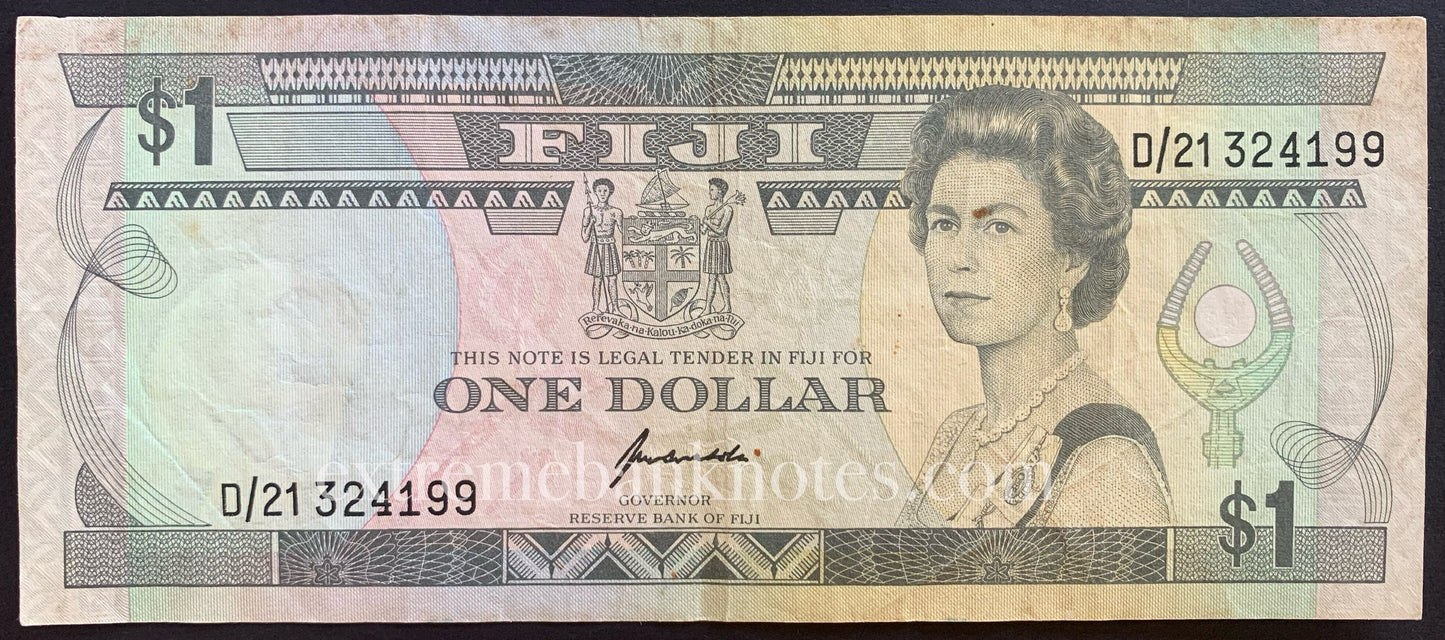 $1
FIJI
D/21 324199
Rerevaka-na-Kalou-ka-doka-na-Tui
THIS NOTE IS LEGAL TENDER IN FIJI FOR
ONE DOLLAR
extremebanknotes.com
D/21 324199
GOVERNOR
RESERVE BANK OF FIJI
$1